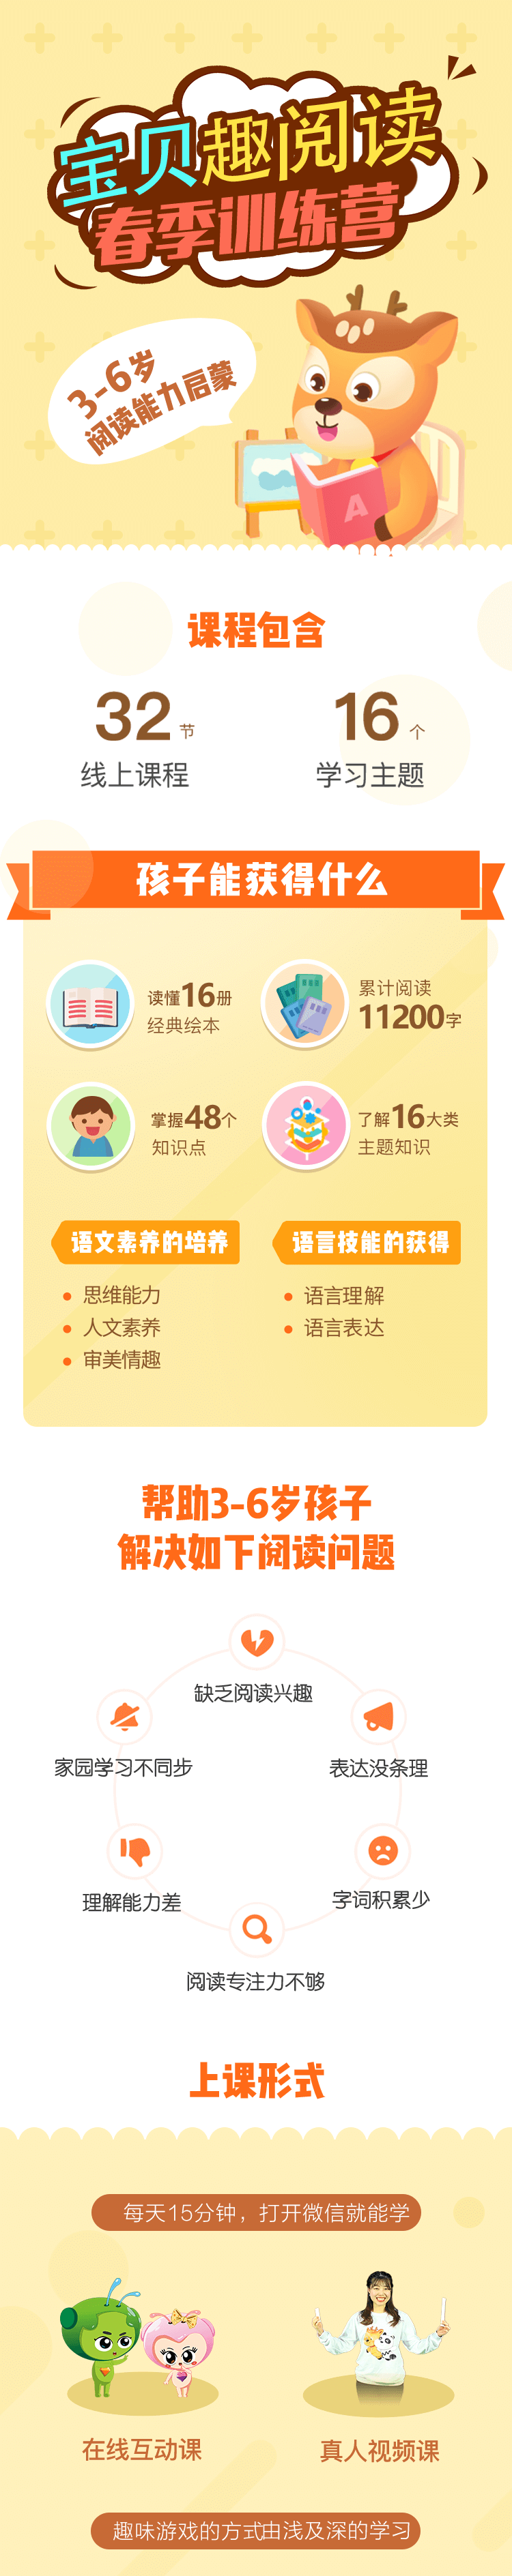 宝贝趣阅读
春季训练营
3-6岁
阅读能力启蒙
A
课程包含
32节
16个
线上课程
学习主题
孩子能获得什么
读懂16册
经典绘本
累计阅读
11200字
掌握48个
知识点
了解16大类
主题知识
语文素养的培养
思维能力
人文素养
审美情趣
语言技能的获得
语言理解
语言表达
帮助3-6岁孩子
解决如下阅读问题
缺乏阅读兴趣
家园学习不同步
表达没条理
理解能力差
字词积累少
阅读专注力不够
上课形式
每天15分钟，打开微信就能学
在线互动课
真人视频课
趣味游戏的方式由浅及深的学习